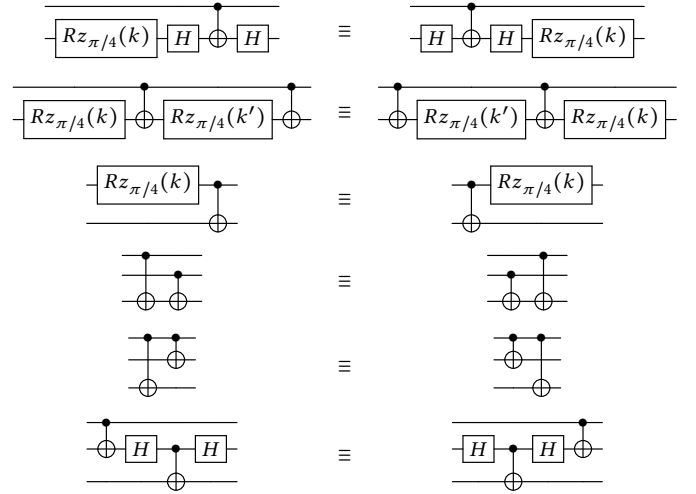 Rz_{π/4}(k) H H ≡ H H Rz_{π/4}(k)
Rz_{π/4}(k) Rz_{π/4}(k′) ≡ Rz_{π/4}(k′) Rz_{π/4}(k)
Rz_{π/4}(k) ≡ Rz_{π/4}(k)
≡
≡
H H ≡ H H